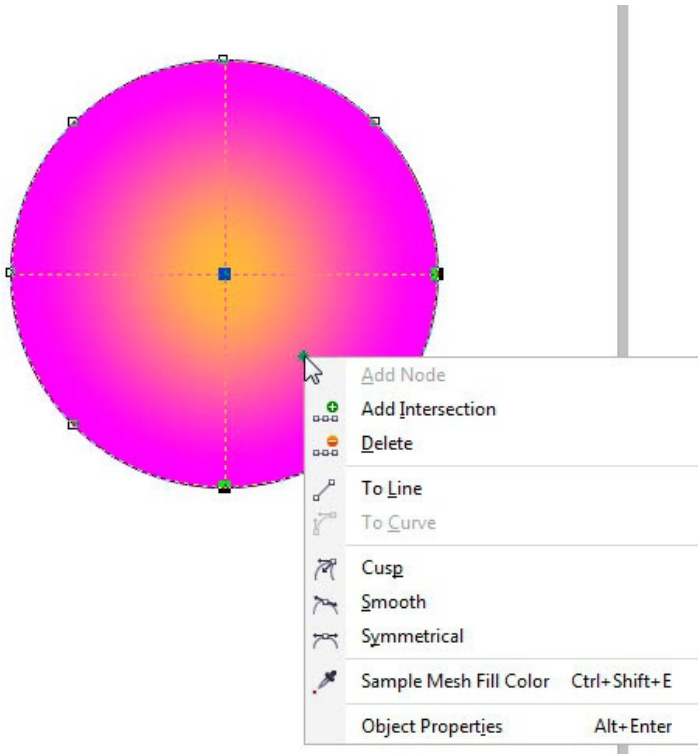 Add Node
Add Intersection
Delete
To Line
To Curve
Cusp
Smooth
Symmetrical
Sample Mesh Fill Color Ctrl+Shift+E
Object Properties Alt+Enter